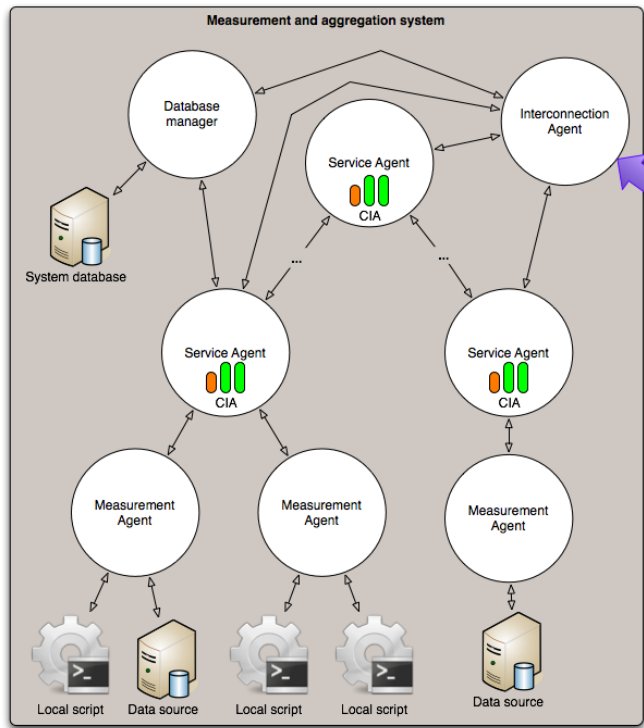 Measurement and aggregation system
Database
manager
Interconnection
Agent
Service Agent
CIA
System database
...
...
Service Agent
CIA
Service Agent
CIA
Measurement
Agent
Measurement
Agent
Measurement
Agent
>_
>_
>_
Local script
Data source
Local script
Local script
Data source